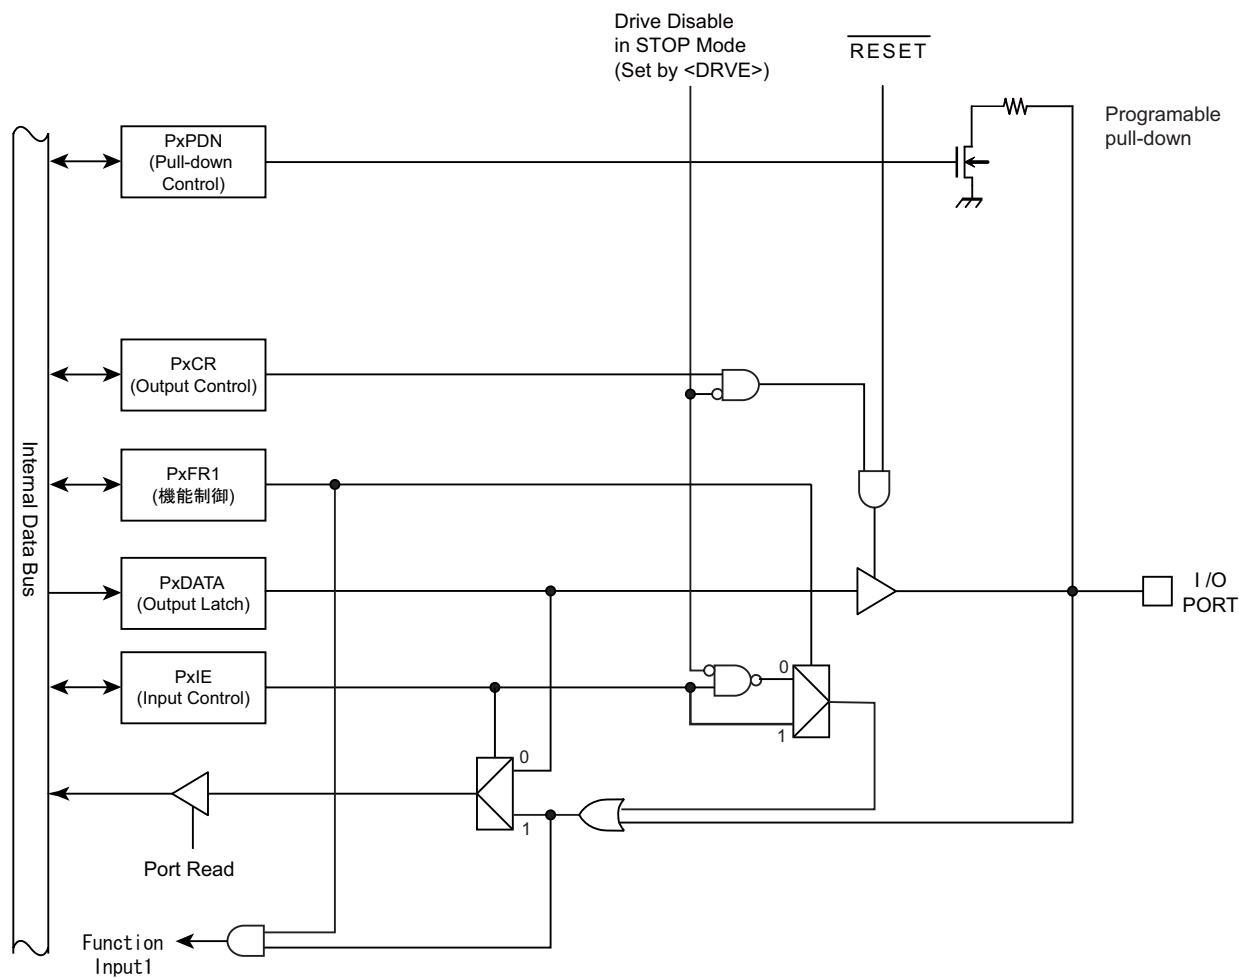 Drive Disable
in STOP Mode
(Set by <DRVE>)
RESET
Programable
pull-down
PxPDN
(Pull-down
Control)
PxCR
(Output Control)
PxFR1
(機能制御)
Internal Data Bus
PxDATA
(Output Latch)
I /O
PORT
PxIE
(Input Control)
0
1
0
1
Port Read
Function
Input1